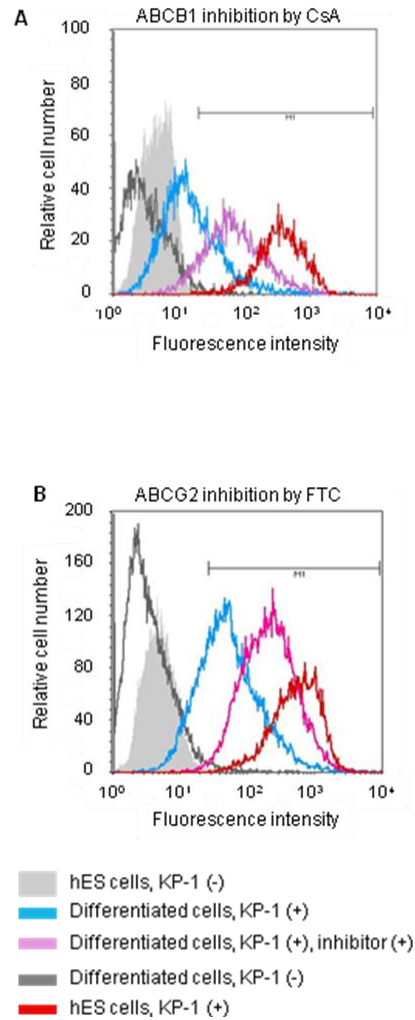 A
ABCB1 inhibition by CsA
100
80
60
40
20
0
Relative cell number
10⁰ 10¹ 10² 10³ 10⁴
Fluorescence intensity
B
ABCG2 inhibition by FTC
200
160
120
80
40
0
Relative cell number
M1
10⁰ 10¹ 10² 10³ 10⁴
Fluorescence intensity
hES cells, KP-1 (-)
Differentiated cells, KP-1 (+)
Differentiated cells, KP-1 (+), inhibitor (+)
Differentiated cells, KP-1 (-)
hES cells, KP-1 (+)